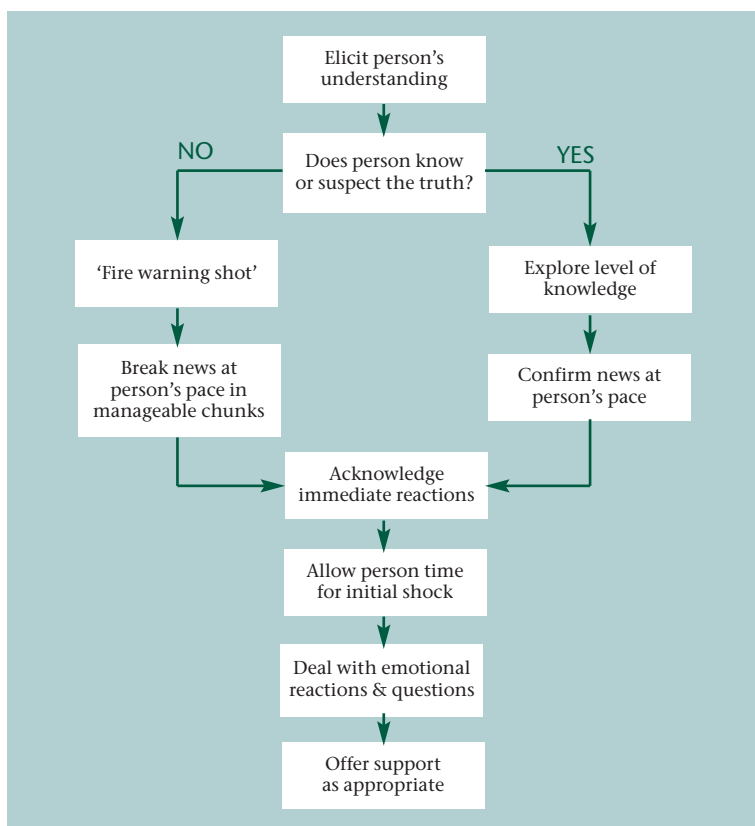 Elicit person's
understanding
Does person know
or suspect the truth?
NO
YES
'Fire warning shot'
Explore level of
knowledge
Break news at
person's pace in
manageable chunks
Confirm news at
person's pace
Acknowledge
immediate reactions
Allow person time
for initial shock
Deal with emotional
reactions & questions
Offer support
as appropriate